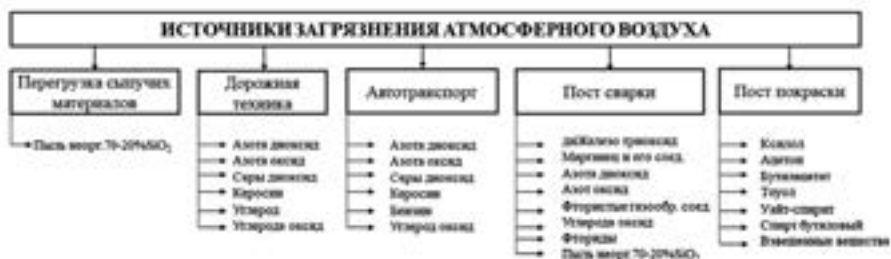 ИСТОЧНИКИ ЗАГРЯЗНЕНИЯ АТМОСФЕРНОГО ВОЗДУХА
Перегрузка сыпучих
материалов
Пыль неорг.70-20%SiO₂
Дорожная
техника
Азота диоксид
Азота оксид
Серы диоксид
Керосин
Углерод
Углерода оксид
Автотранспорт
Азота диоксид
Азота оксид
Серы диоксид
Керосин
Бензин
Углерод оксид
Пост сварки
диЖелезо триоксид
Марганец и его соед.
Азота диоксид
Азот оксид
Фтористые газообр. соед.
Углерода оксид
Фториды
Пыль неорг.70-20%SiO₂
Пост покраски
Ксилол
Ацетон
Бутилацетат
Толуол
Уайт-спирит
Спирт бутиловый
Взвешенные вещества